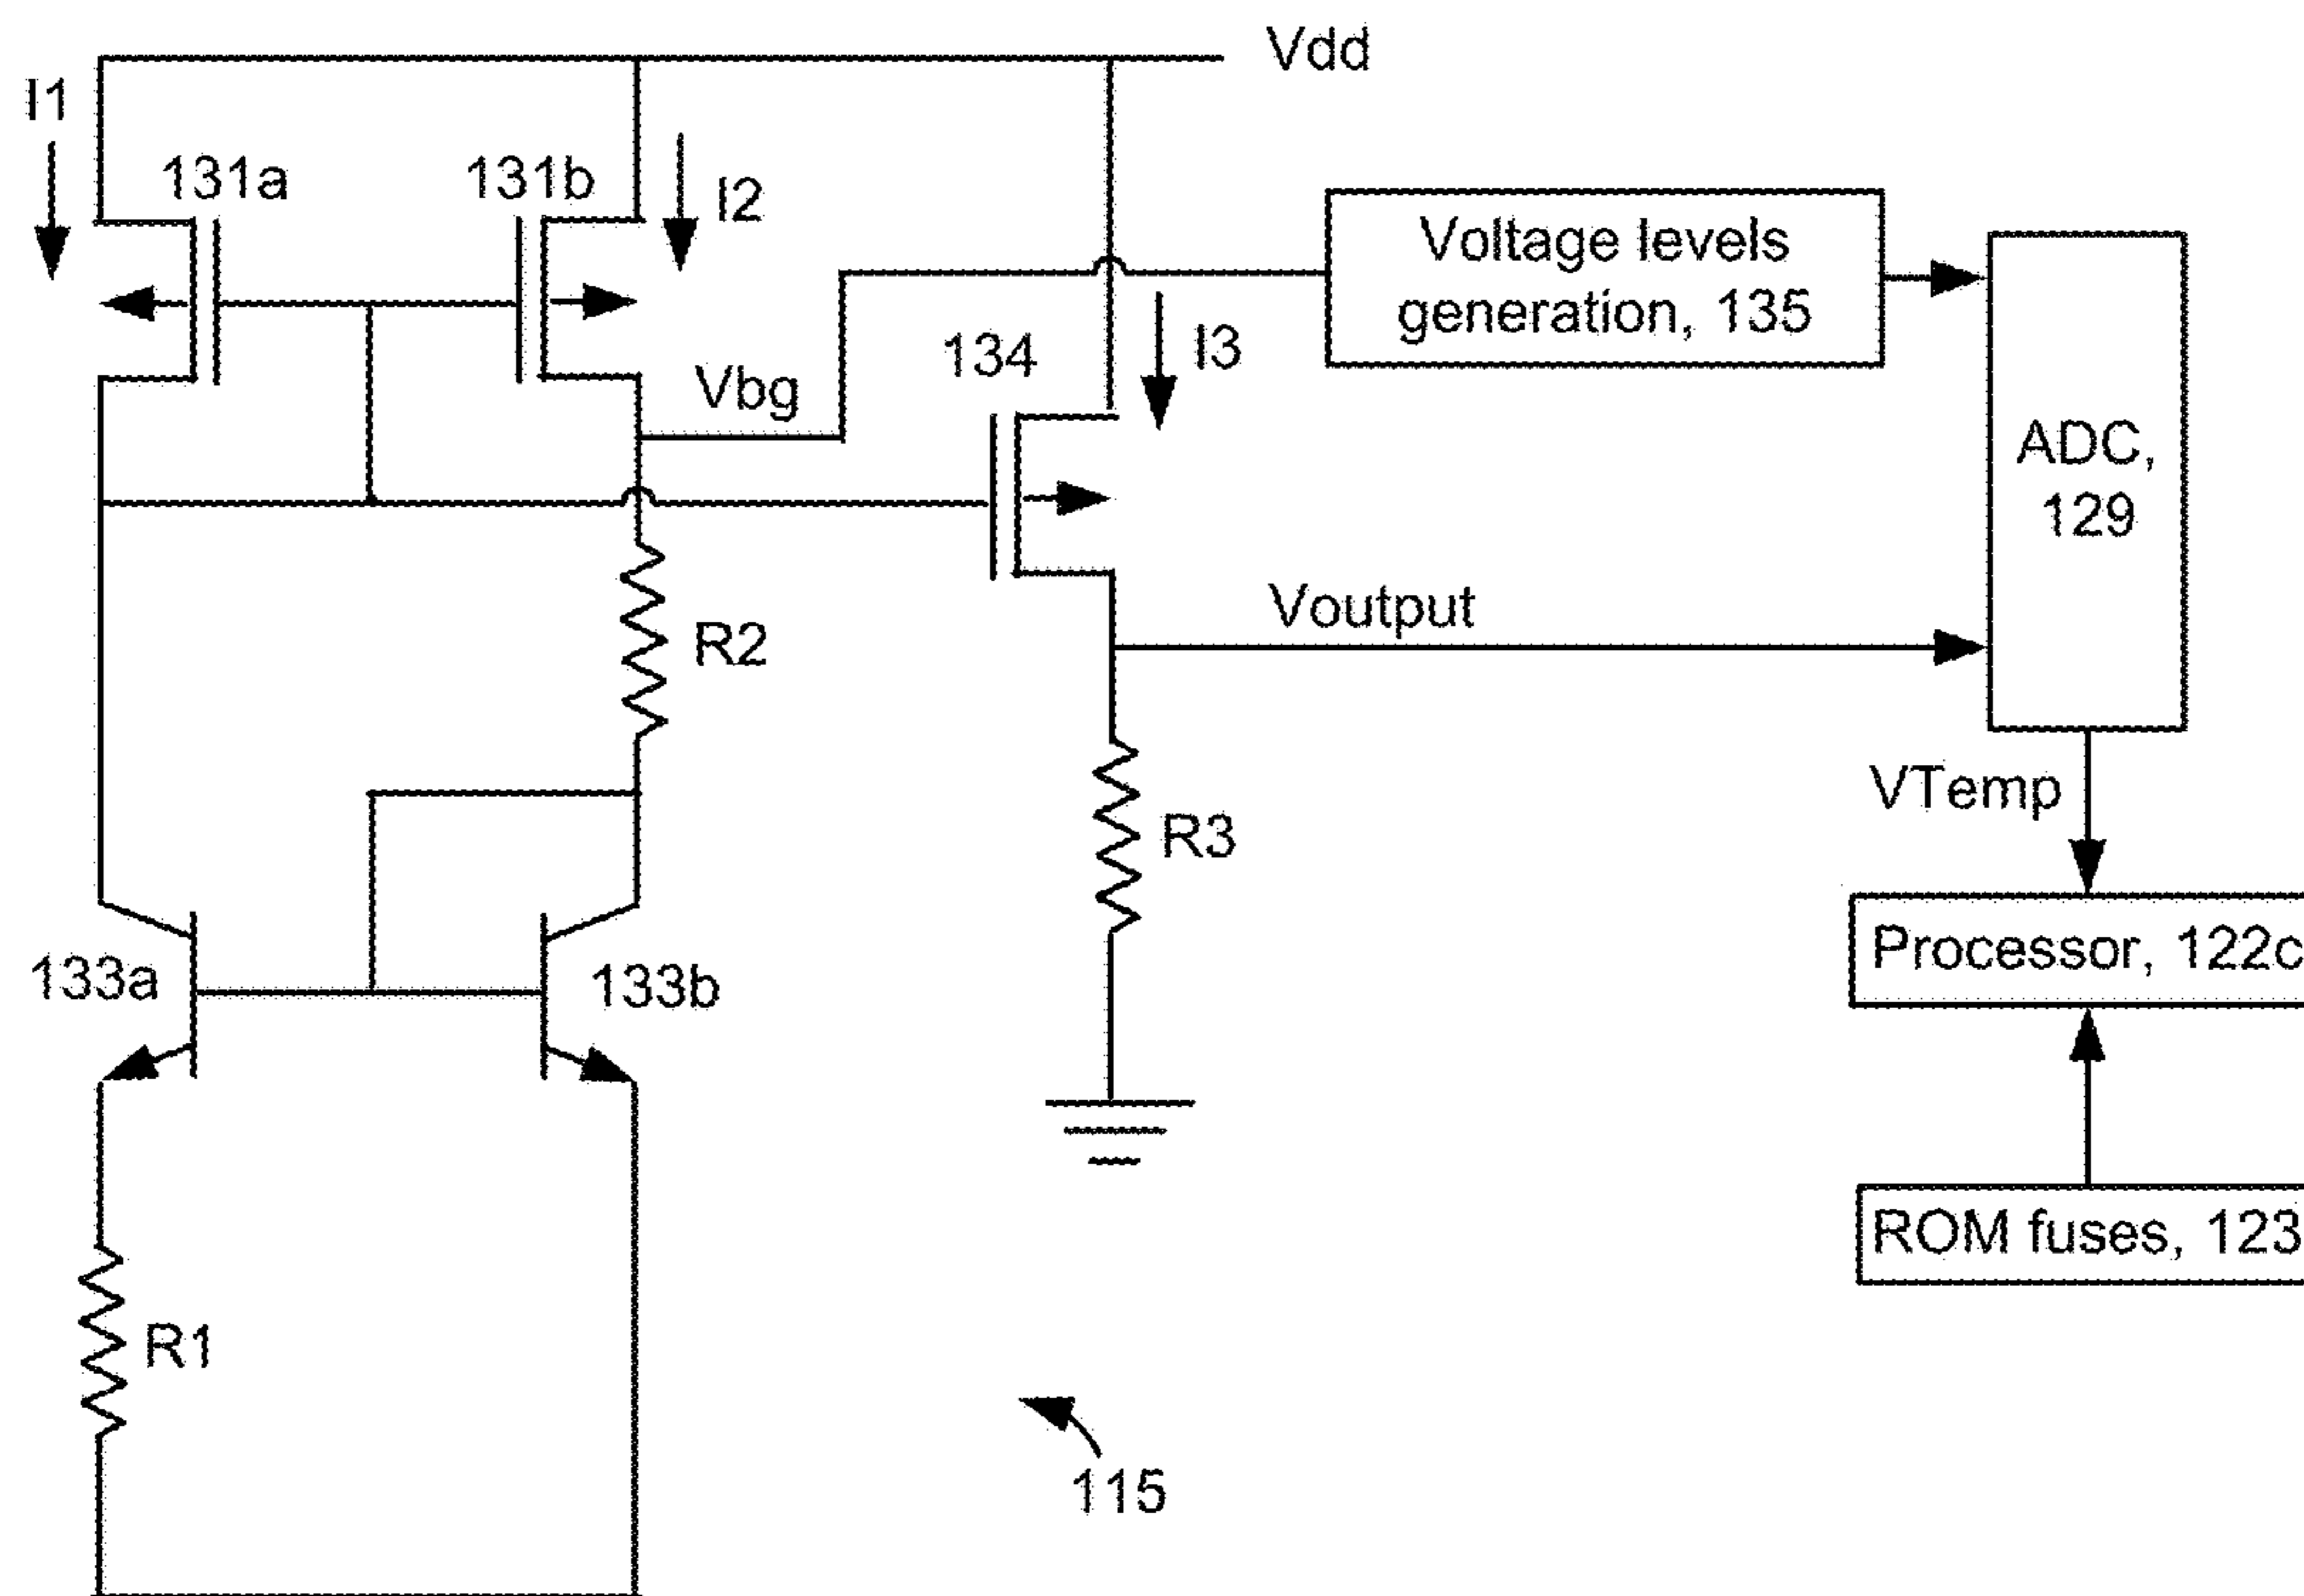 Vdd
I1
131a
131b
I2
Voltage levels
generation, 135
134
I3
Vbg
ADC,
129
Voutput
R2
VTemp
R3
Processor, 122c
133a
133b
ROM fuses, 123
R1
115